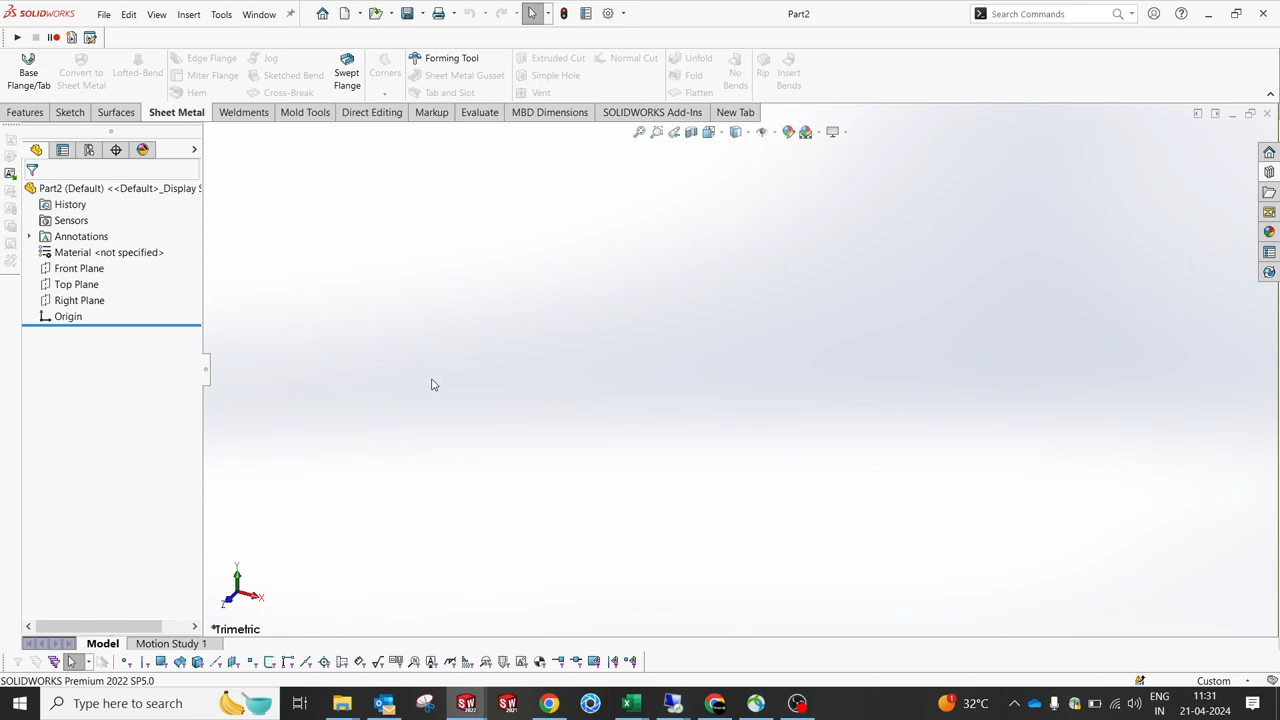 SOLIDWORKS File Edit View Insert Tools Window Part2 Search Commands
Base Flange/Tab Convert to Sheet Metal Lofted-Bend Edge Flange Miter Flange Hem Jog Sketched Bend Cross-Break Swept Flange Corners Forming Tool Sheet Metal Gusset Tab and Slot Extruded Cut Simple Hole Vent Normal Cut Unfold Fold Flatten No Bends Rip Insert Bends
Features Sketch Surfaces Sheet Metal Weldments Mold Tools Direct Editing Markup Evaluate MBD Dimensions SOLIDWORKS Add-Ins New Tab
Part2 (Default) <<Default>_Display S
History
Sensors
Annotations
Material <not specified>
Front Plane
Top Plane
Right Plane
Origin
Y
X
Z
*Trimetric
Model Motion Study 1
SOLIDWORKS Premium 2022 SP5.0 Custom
Type here to search 32°C ENG 11:31
IN 21-04-2024